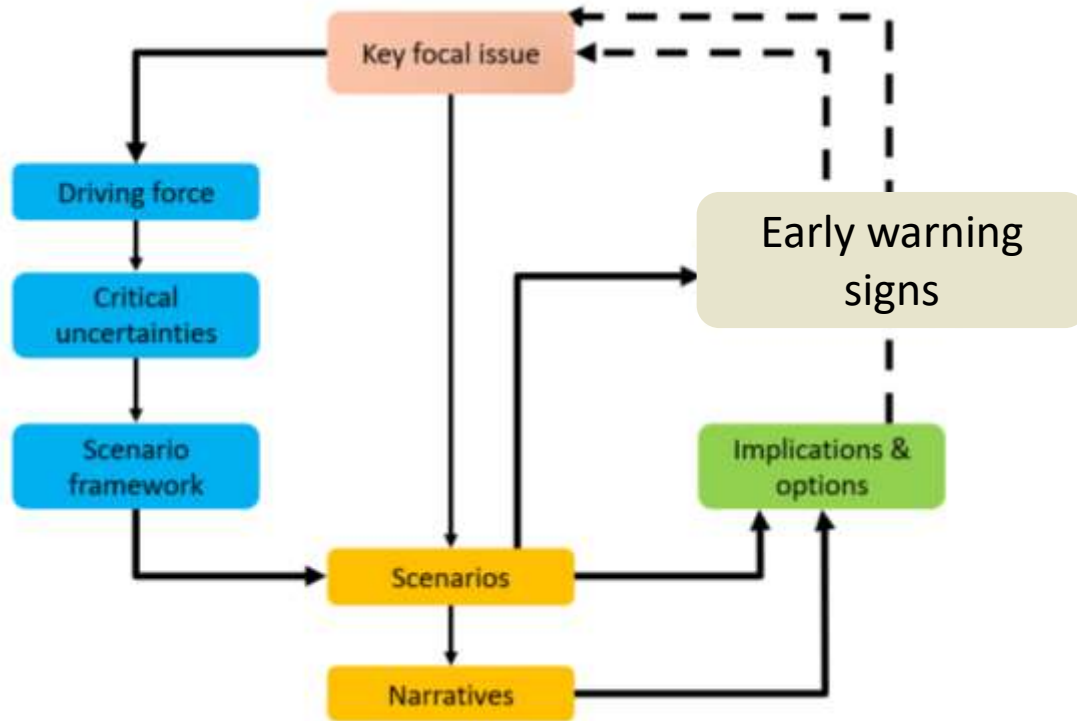 Key focal issue
Driving force
Early warning
signs
Critical
uncertainties
Scenario
framework
Implications &
options
Scenarios
Narratives